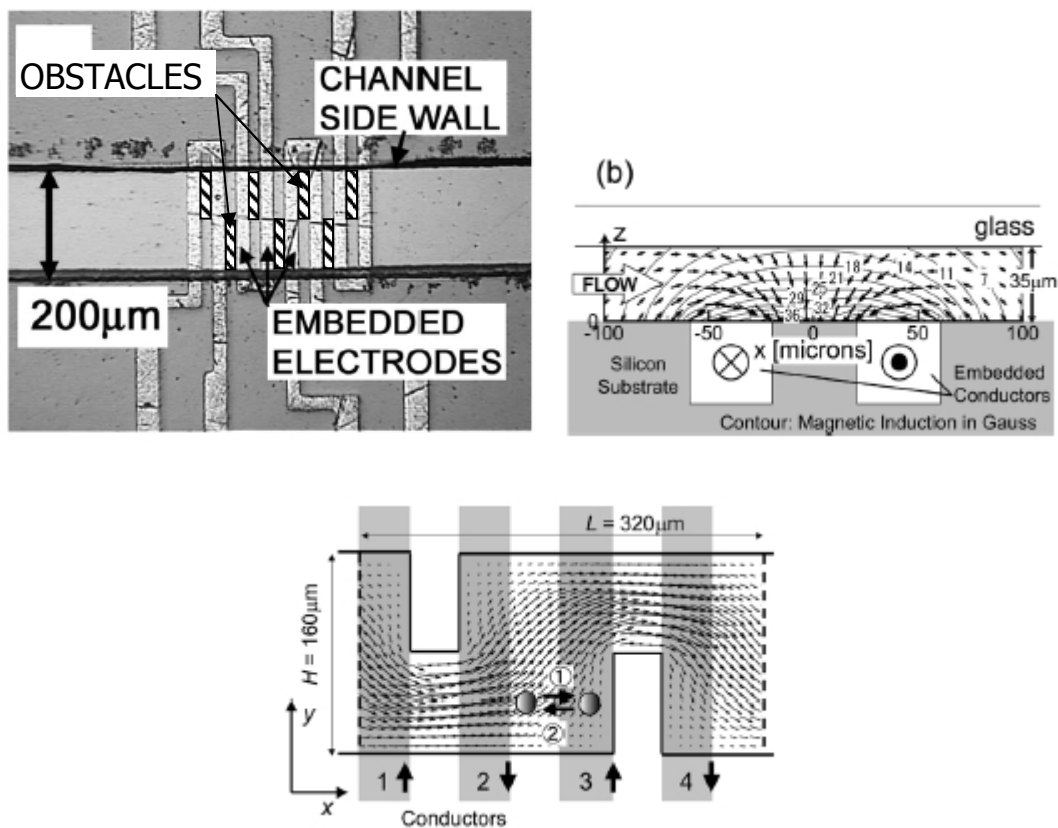 OBSTACLES
CHANNEL
SIDE WALL
200μm
EMBEDDED
ELECTRODES
(b)
glass
z
18
14
21
11
7
35μm
FLOW
25
29
32
36
0
-100
-50
0
50
100
x [microns]
Silicon
Substrate
Embedded
Conductors
Contour: Magnetic Induction in Gauss
L = 320μm
H = 160μm
①
②
y
x
1
2
3
4
Conductors